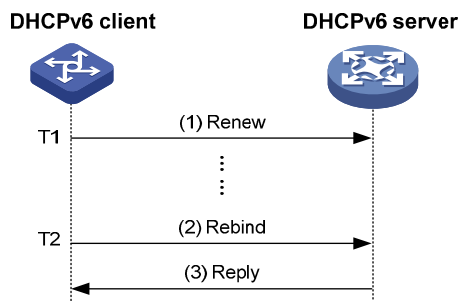 DHCPv6 client
DHCPv6 server
T1
(1) Renew
T2
(2) Rebind
(3) Reply